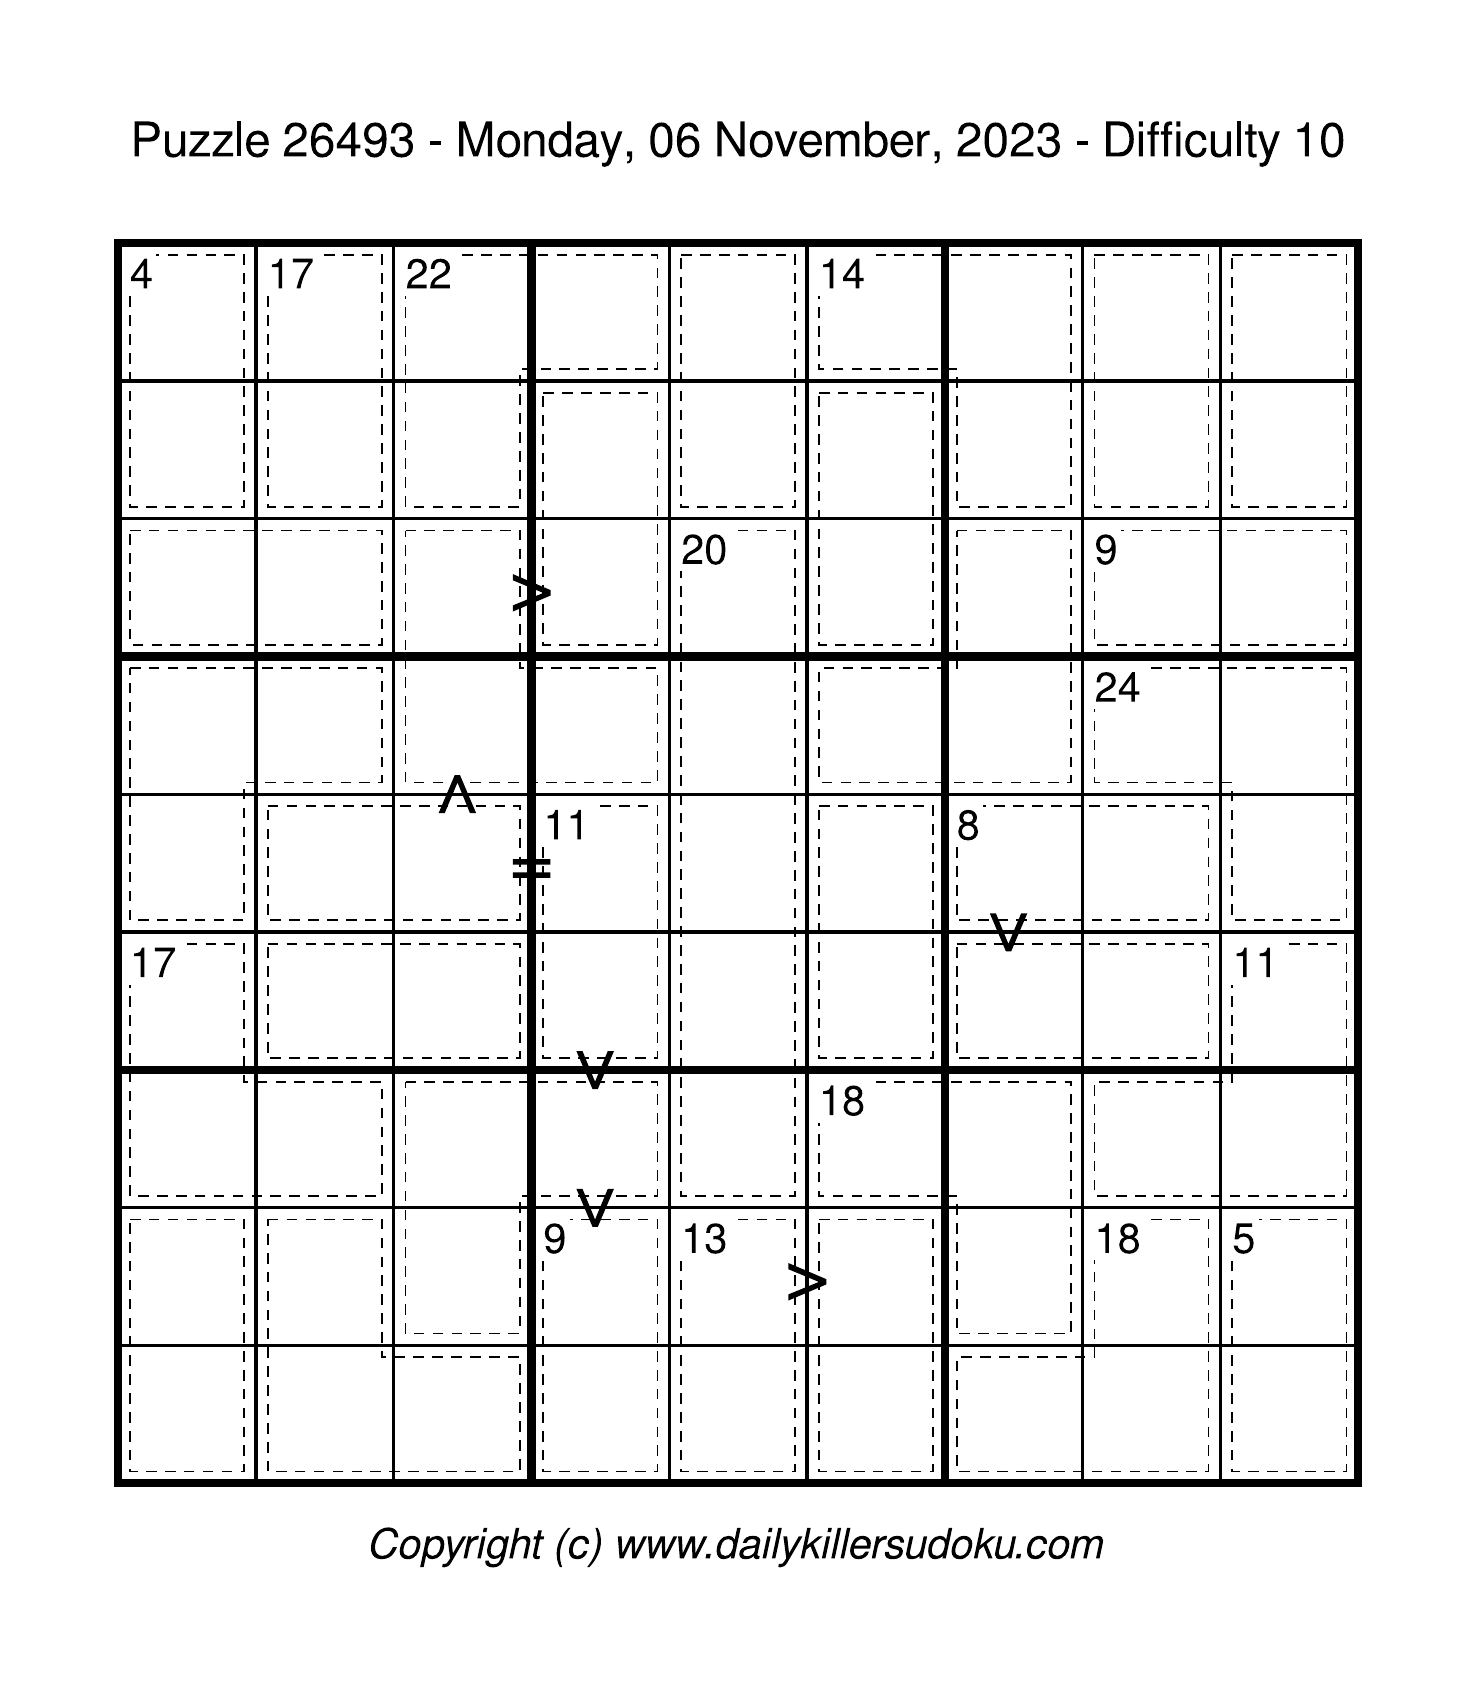 Puzzle 26493 - Monday, 06 November, 2023 - Difficulty 10
4 17 22 14
20 9
>
24
^
11 8
=
v
17 11
v
18
v
9 13 18 5
>
Copyright (c) www.dailykillersudoku.com